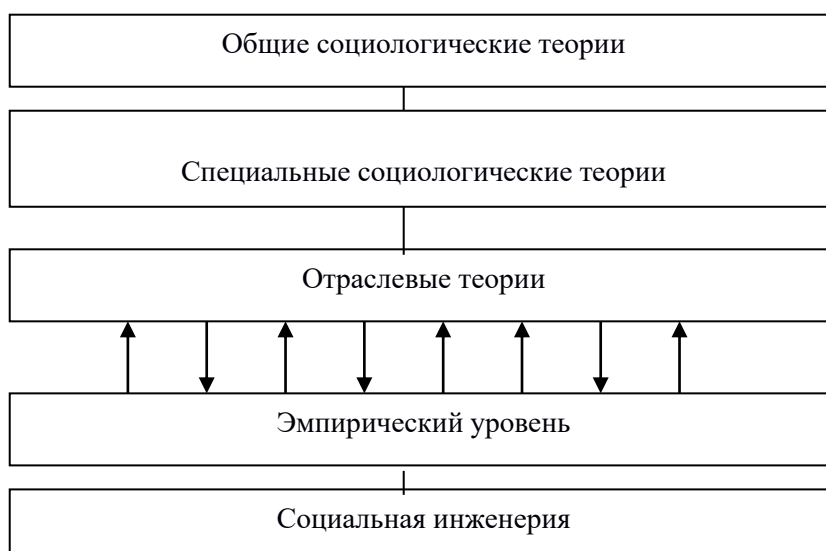 Общие социологические теории
Специальные социологические теории
Отраслевые теории
Эмпирический уровень
Социальная инженерия